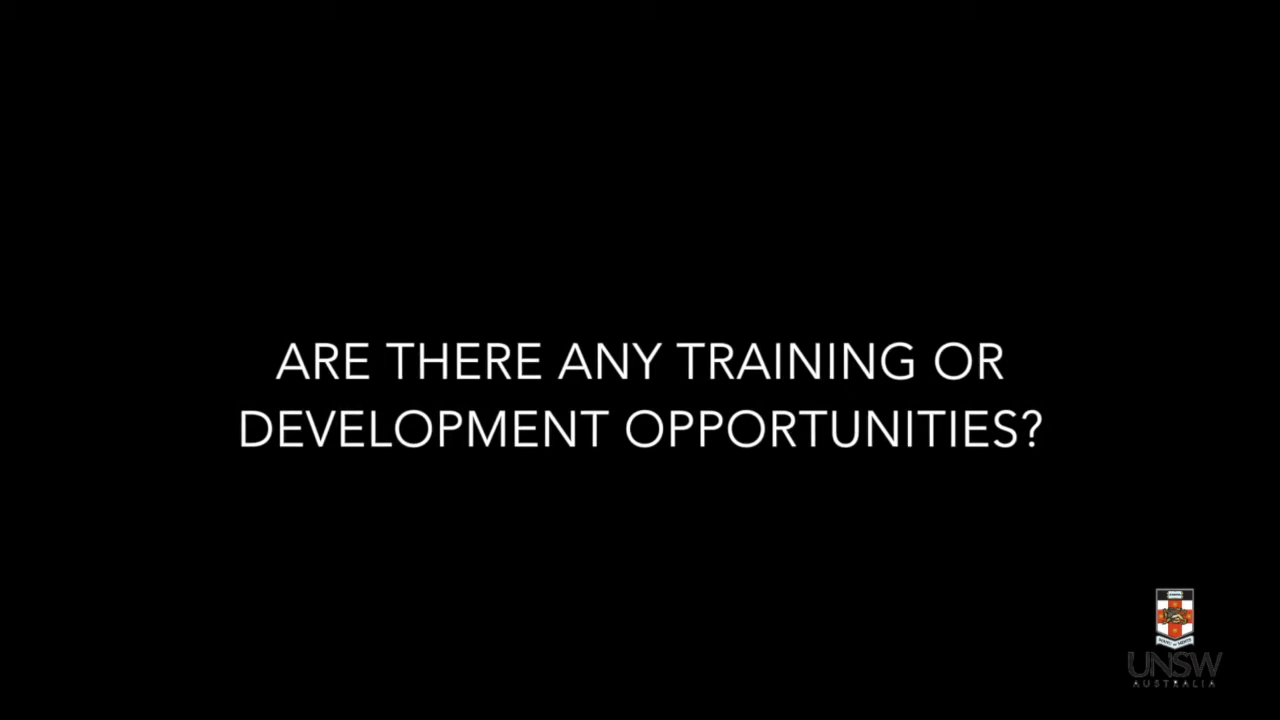 ARE THERE ANY TRAINING OR
DEVELOPMENT OPPORTUNITIES?
UNSW
AUSTRALIA